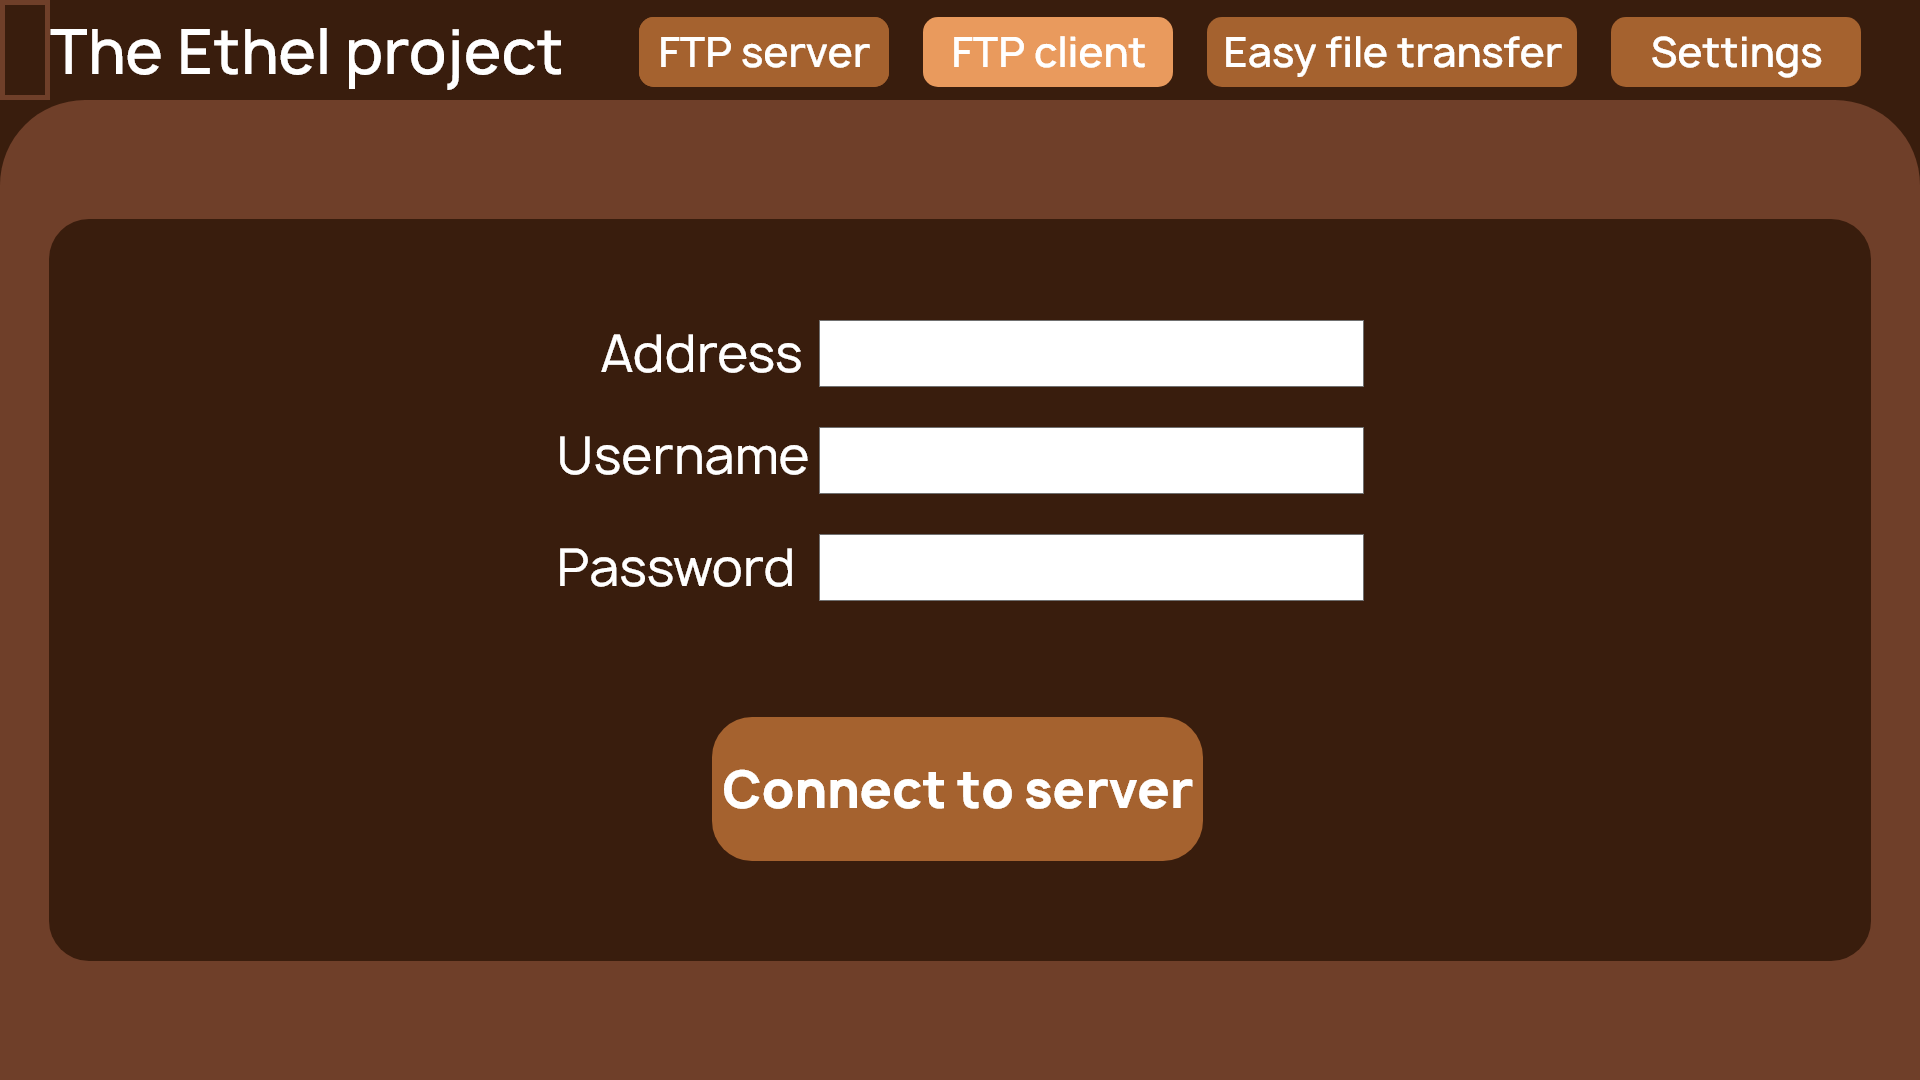 The Ethel project
FTP server
FTP client
Easy file transfer
Settings
Address
Username
Password
Connect to server